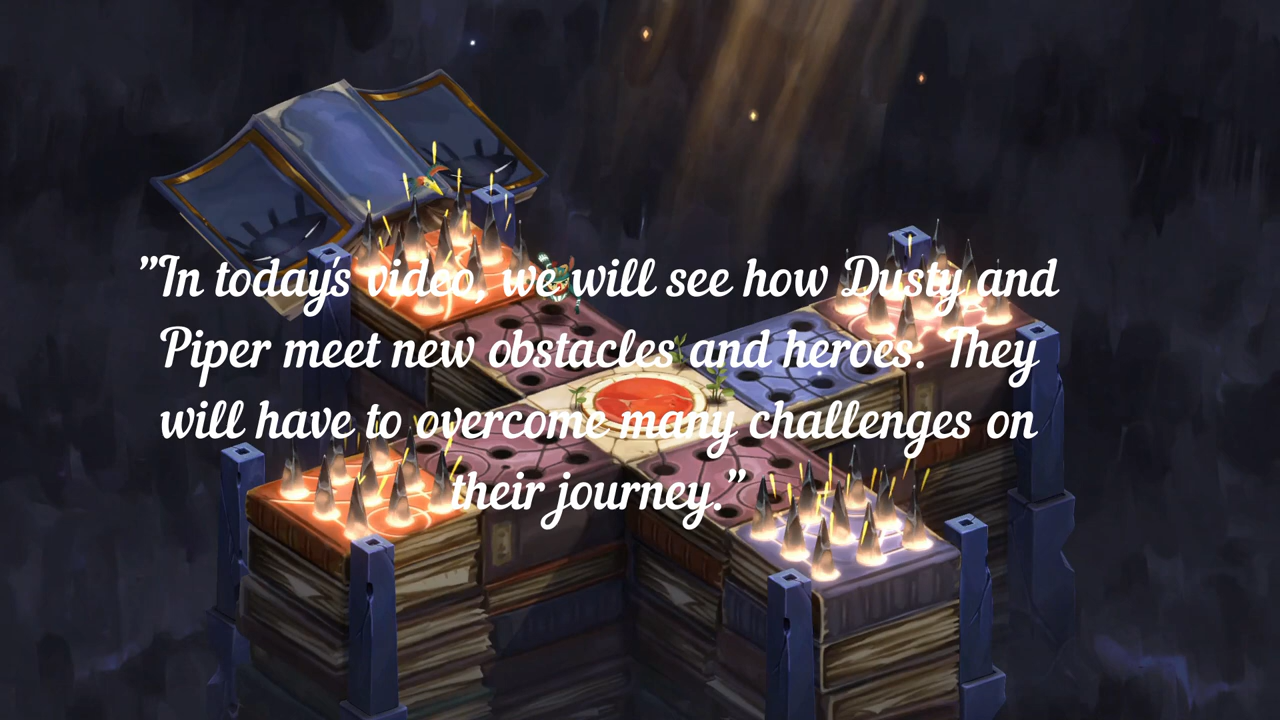 "In today's video, we will see how Dusty and
Piper meet new obstacles and heroes. They
will have to overcome many challenges on
their journey."